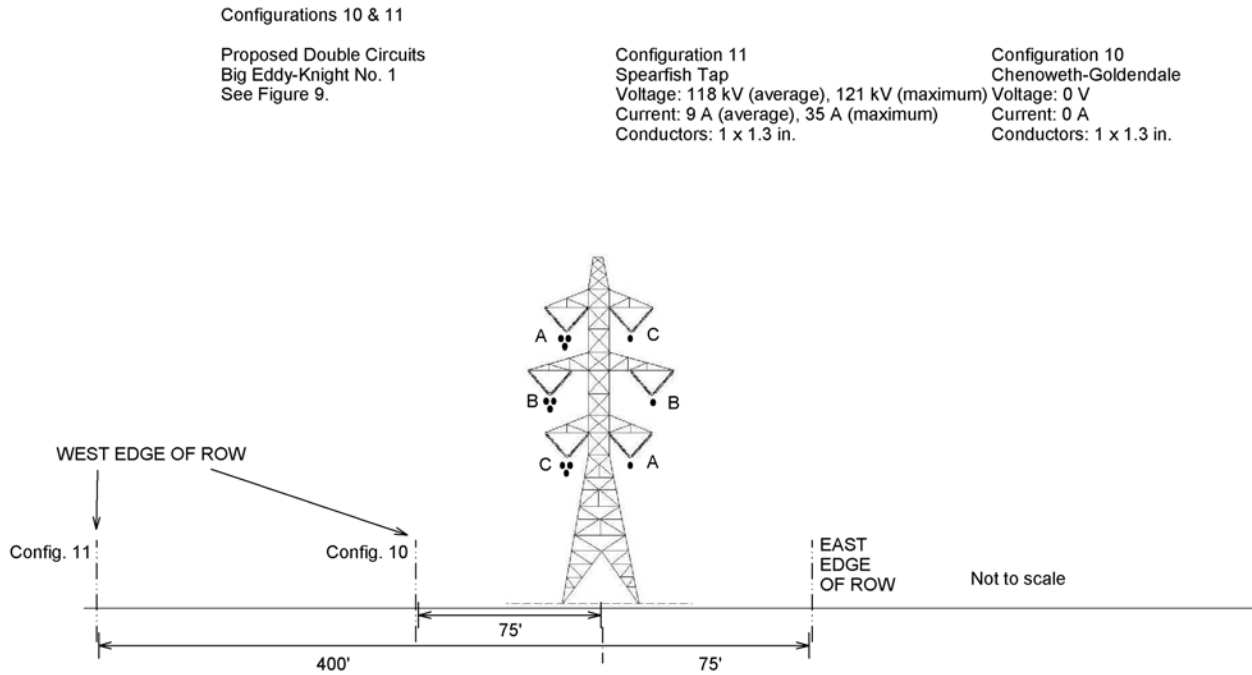 Configurations 10 & 11
Proposed Double Circuits
Big Eddy-Knight No. 1
See Figure 9.
Configuration 11
Spearfish Tap
Voltage: 118 kV (average), 121 kV (maximum)
Current: 9 A (average), 35 A (maximum)
Conductors: 1 x 1.3 in.
Configuration 10
Chenoweth-Goldendale
Voltage: 0 V
Current: 0 A
Conductors: 1 x 1.3 in.
A
C
B
B
C
A
WEST EDGE OF ROW
Config. 11
Config. 10
EAST
EDGE
OF ROW
Not to scale
75'
400'
75'